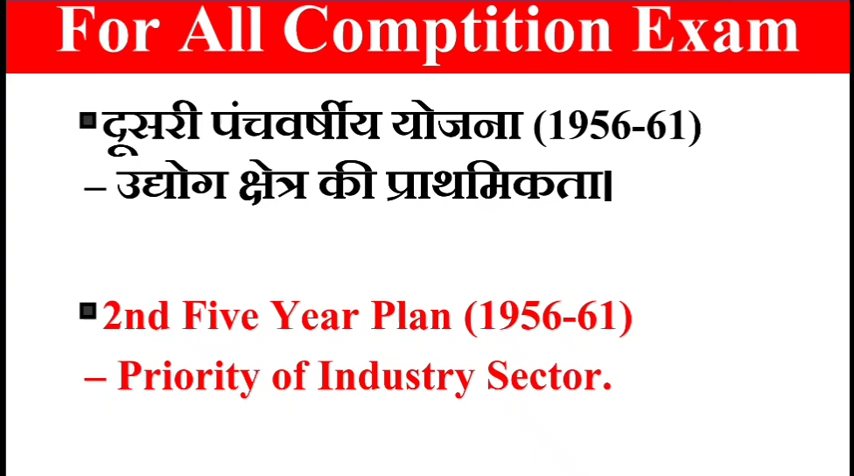 For All Comptition Exam
▪दूसरी पंचवर्षीय योजना (1956-61)
– उद्योग क्षेत्र की प्राथमिकता।
▪2nd Five Year Plan (1956-61)
– Priority of Industry Sector.